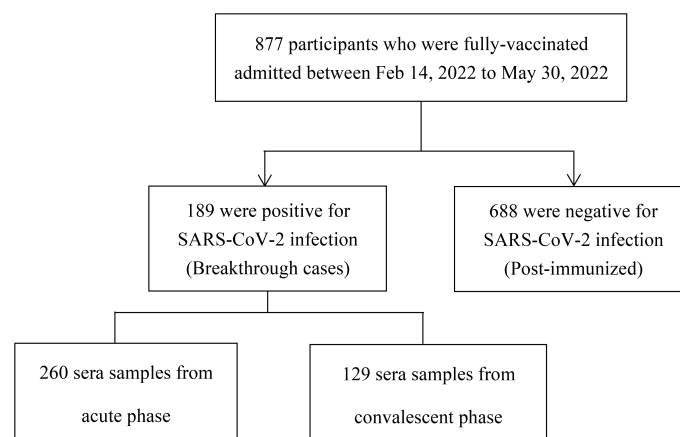 877 participants who were fully-vaccinated
admitted between Feb 14, 2022 to May 30, 2022
189 were positive for
SARS-CoV-2 infection
(Breakthrough cases)
688 were negative for
SARS-CoV-2 infection
(Post-immunized)
260 sera samples from
acute phase
129 sera samples from
convalescent phase